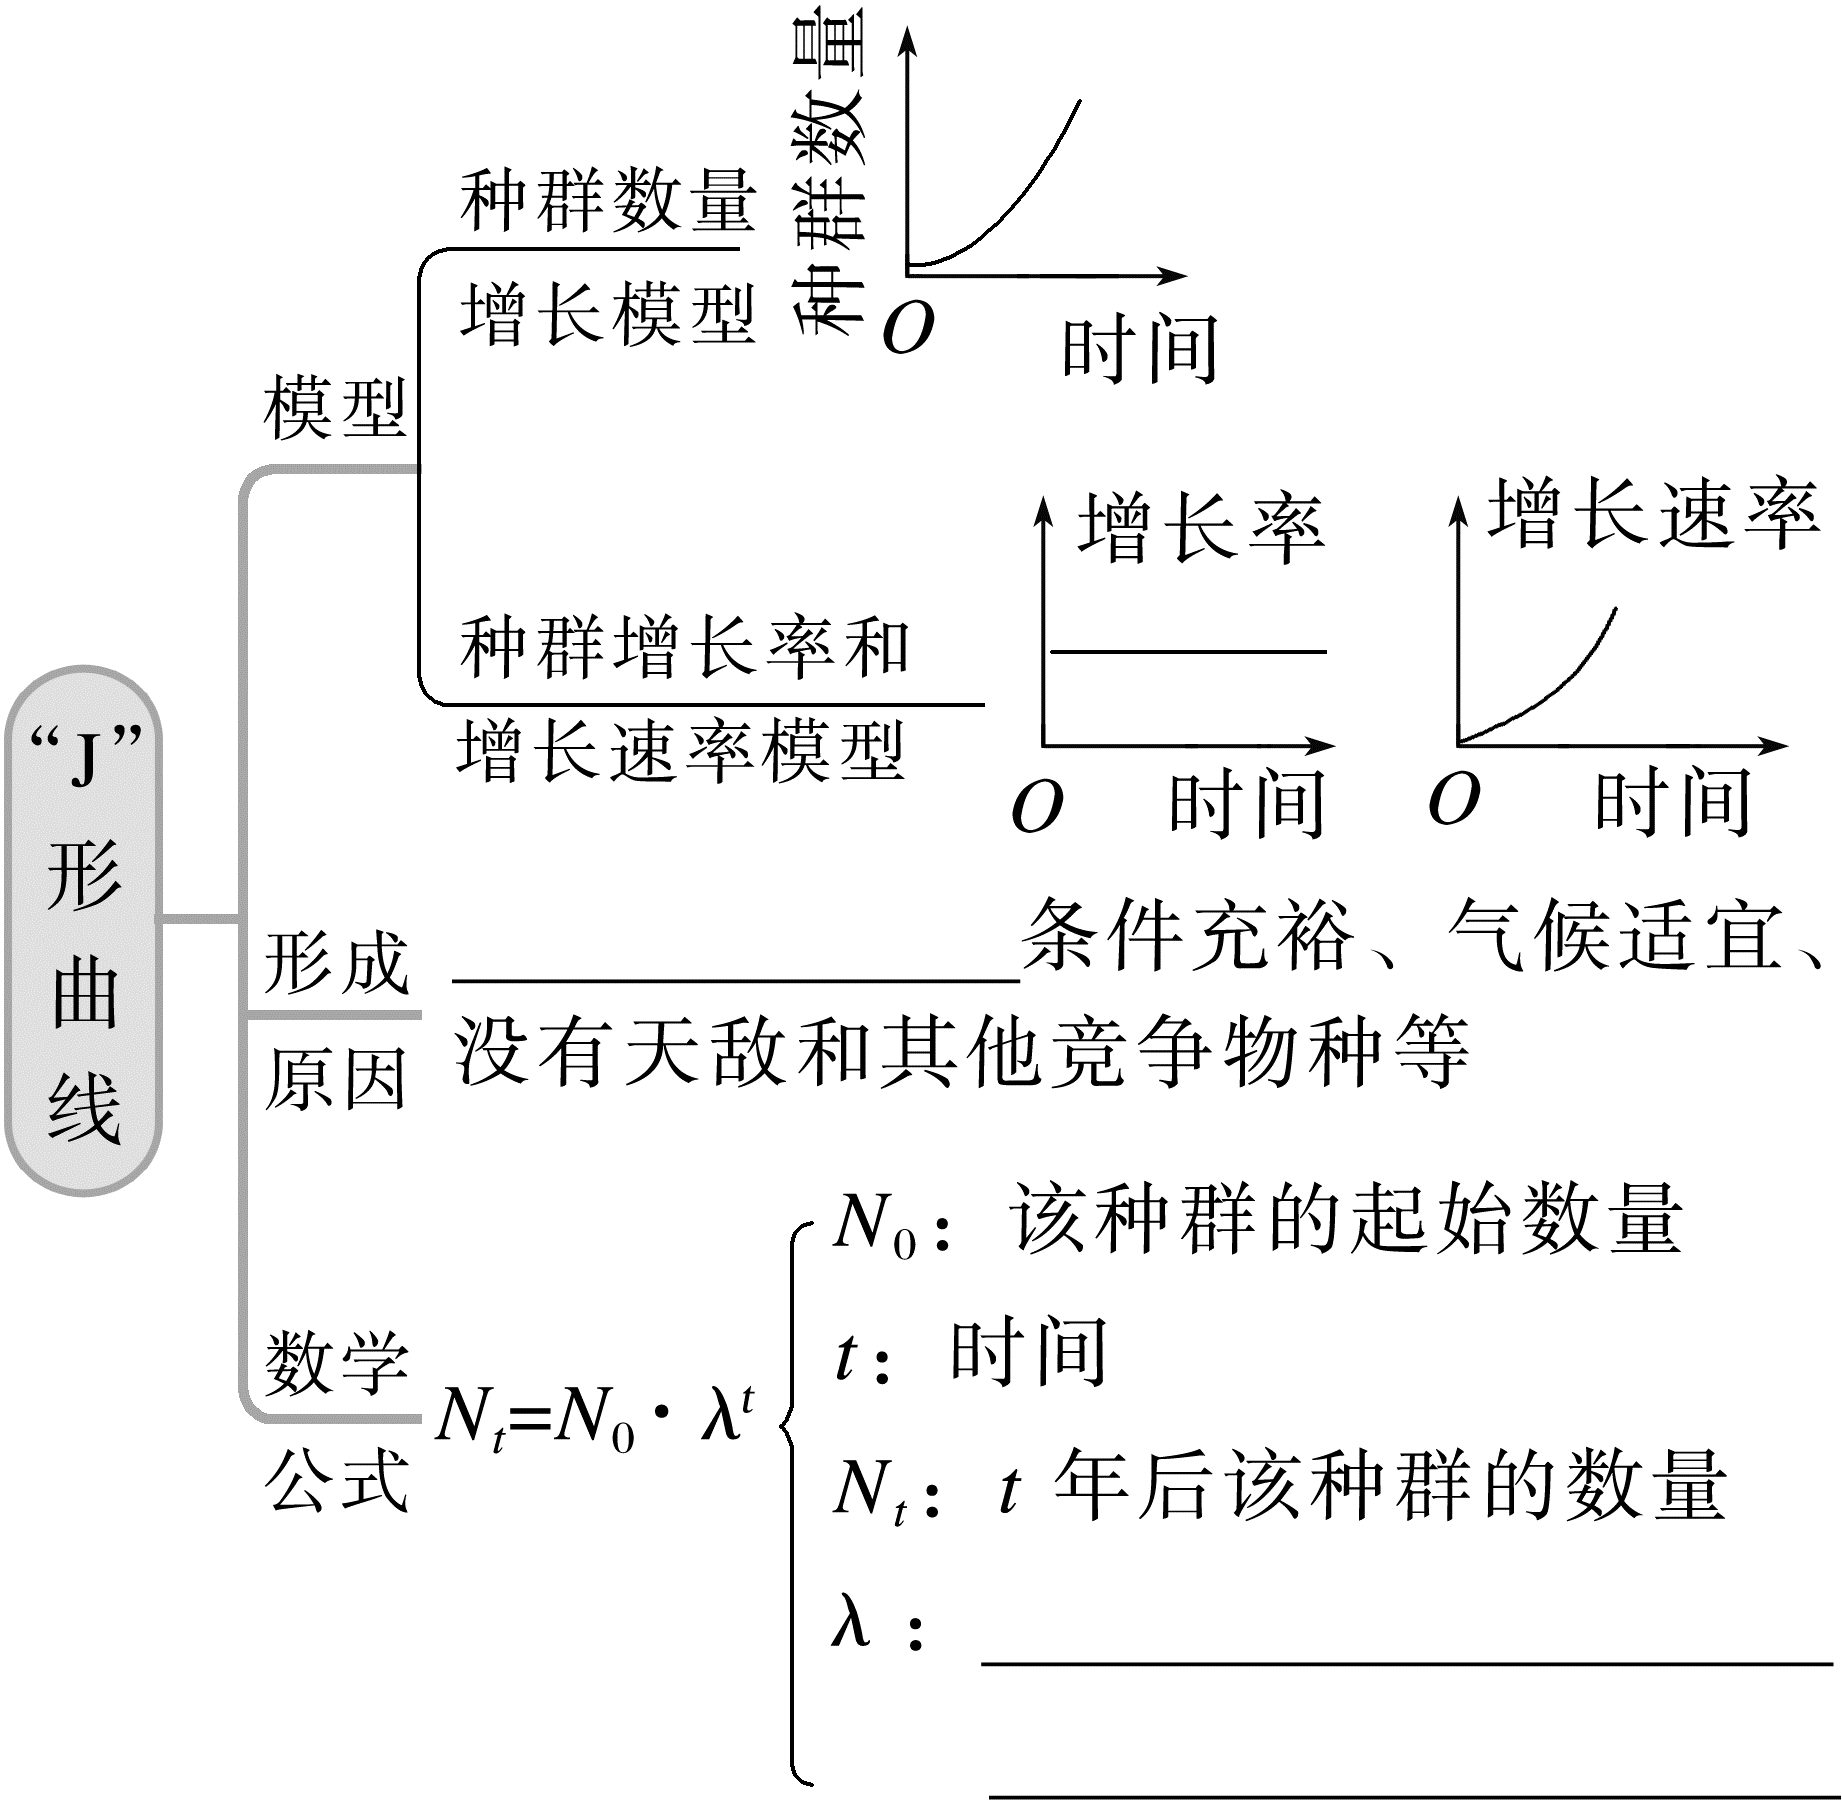 “J”形曲线
模型
种群数量
增长模型
种群数量
O
时间
种群增长率和
增长速率模型
增长率
O
时间
增长速率
O
时间
形成
原因
条件充裕、气候适宜、
没有天敌和其他竞争物种等
数学
公式
Nₜ=N₀·λᵗ
N₀：该种群的起始数量
t：时间
Nₜ：t 年后该种群的数量
λ：